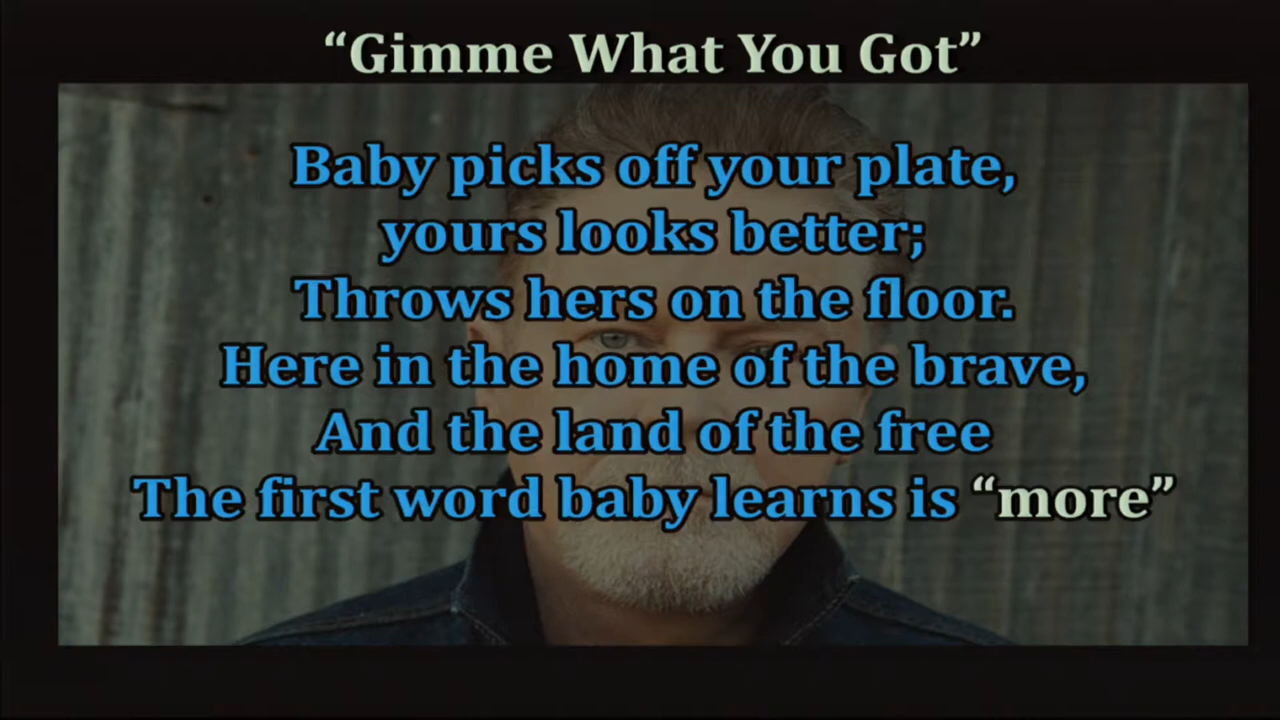 “Gimme What You Got”
Baby picks off your plate,
yours looks better;
Throws hers on the floor.
Here in the home of the brave,
And the land of the free
The first word baby learns is “more”